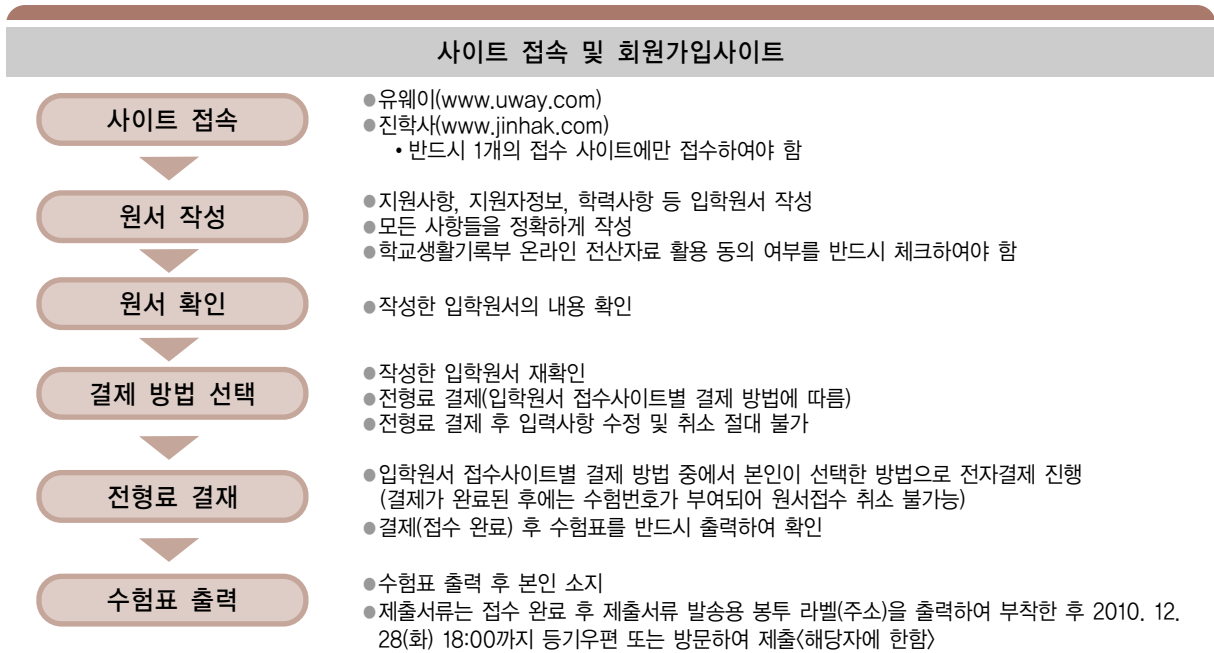 사이트 접속 및 회원가입사이트
사이트 접속
●유웨이(www.uway.com)
●진학사(www.jinhak.com)
• 반드시 1개의 접수 사이트에만 접수하여야 함
원서 작성
●지원사항, 지원자정보, 학력사항 등 입학원서 작성
●모든 사항들을 정확하게 작성
●학교생활기록부 온라인 전산자료 활용 동의 여부를 반드시 체크하여야 함
원서 확인
●작성한 입학원서의 내용 확인
결제 방법 선택
●작성한 입학원서 재확인
●전형료 결제(입학원서 접수사이트별 결제 방법에 따름)
●전형료 결제 후 입력사항 수정 및 취소 절대 불가
전형료 결재
●입학원서 접수사이트별 결제 방법 중에서 본인이 선택한 방법으로 전자결제 진행
(결제가 완료된 후에는 수험번호가 부여되어 원서접수 취소 불가능)
●결제(접수 완료) 후 수험표를 반드시 출력하여 확인
수험표 출력
●수험표 출력 후 본인 소지
●제출서류는 접수 완료 후 제출서류 발송용 봉투 라벨(주소)을 출력하여 부착한 후 2010. 12.
28(화) 18:00까지 등기우편 또는 방문하여 제출〈해당자에 한함〉